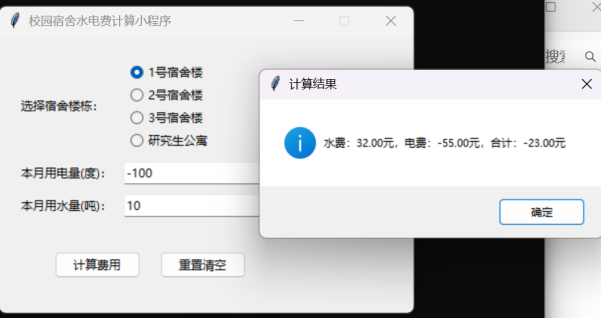 校园宿舍水电费计算小程序
选择宿舍楼栋：
1号宿舍楼
2号宿舍楼
3号宿舍楼
研究生公寓
本月用电量(度)：
-100
本月用水量(吨)：
10
计算费用
重置清空
计算结果
水费：32.00元，电费：-55.00元，合计：-23.00元
确定